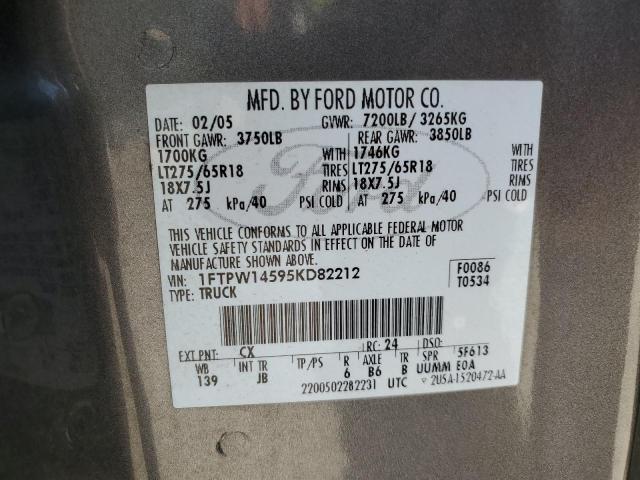 MFD. BY FORD MOTOR CO.
DATE: 02/05 GVWR: 7200LB/ 3265KG
FRONT GAWR: 3750LB REAR GAWR: 3850LB
1700KG WITH 1746KG WITH
LT275/65R18 TIRES LT275/65R18 TIRES
18X7.5J RIMS 18X7.5J RIMS
AT 275 kPa/40 PSI COLD AT 275 kPa/40 PSI COLD
Ford
THIS VEHICLE CONFORMS TO ALL APPLICABLE FEDERAL MOTOR
VEHICLE SAFETY STANDARDS IN EFFECT ON THE DATE OF
MANUFACTURE SHOWN ABOVE.
VIN: 1FTPW14595KD82212 F0086
TYPE: TRUCK T0534
EXT PNT: CX RC: 24 DSO:
WB INT TR TP/PS R AXLE TR SPR 5F613
139 JB 6 B6 B UUMM EOA
2200502282231 UTC 2U5A-1520472-AA